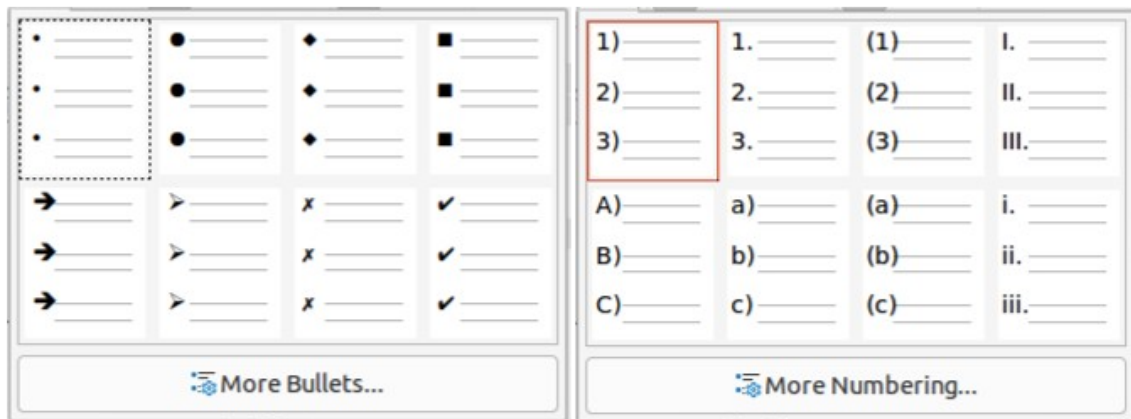 •
•
•
●
●
●
◆
◆
◆
■
■
■
➔
➔
➔
➢
➢
➢
✗
✗
✗
✔
✔
✔
More Bullets...
1)
2)
3)
1.
2.
3.
(1)
(2)
(3)
I.
II.
III.
A)
B)
C)
a)
b)
c)
(a)
(b)
(c)
i.
ii.
iii.
More Numbering...